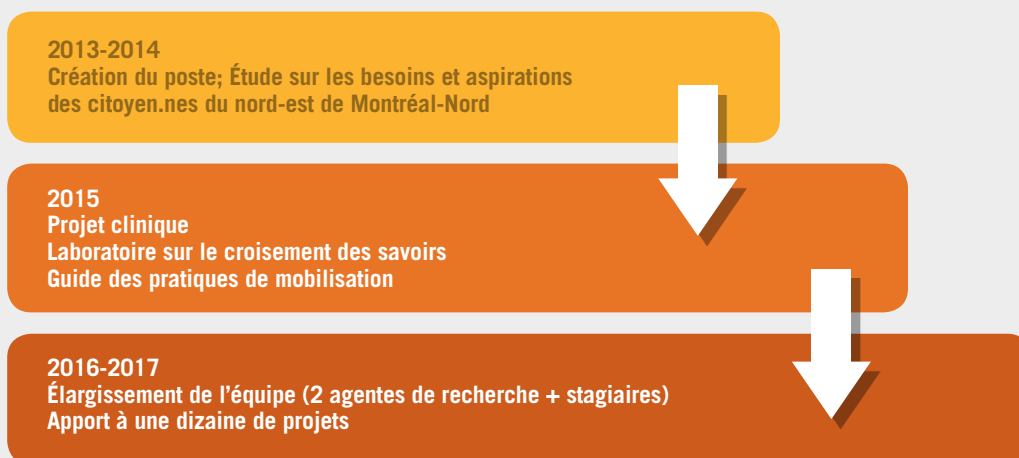 2013-2014
Création du poste; Étude sur les besoins et aspirations
des citoyen.nes du nord-est de Montréal-Nord
2015
Projet clinique
Laboratoire sur le croisement des savoirs
Guide des pratiques de mobilisation
2016-2017
Élargissement de l’équipe (2 agentes de recherche + stagiaires)
Apport à une dizaine de projets